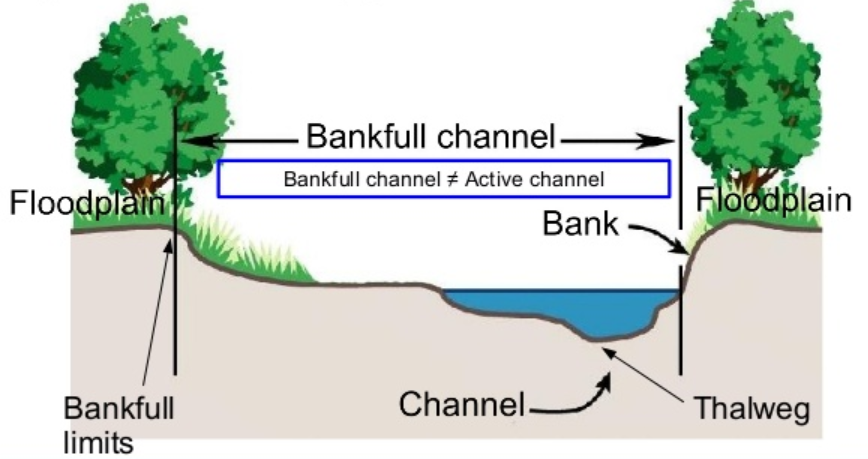 Bankfull channel
Bankfull channel ≠ Active channel
Floodplain
Floodplain
Bank
Bankfull
limits
Channel
Thalweg